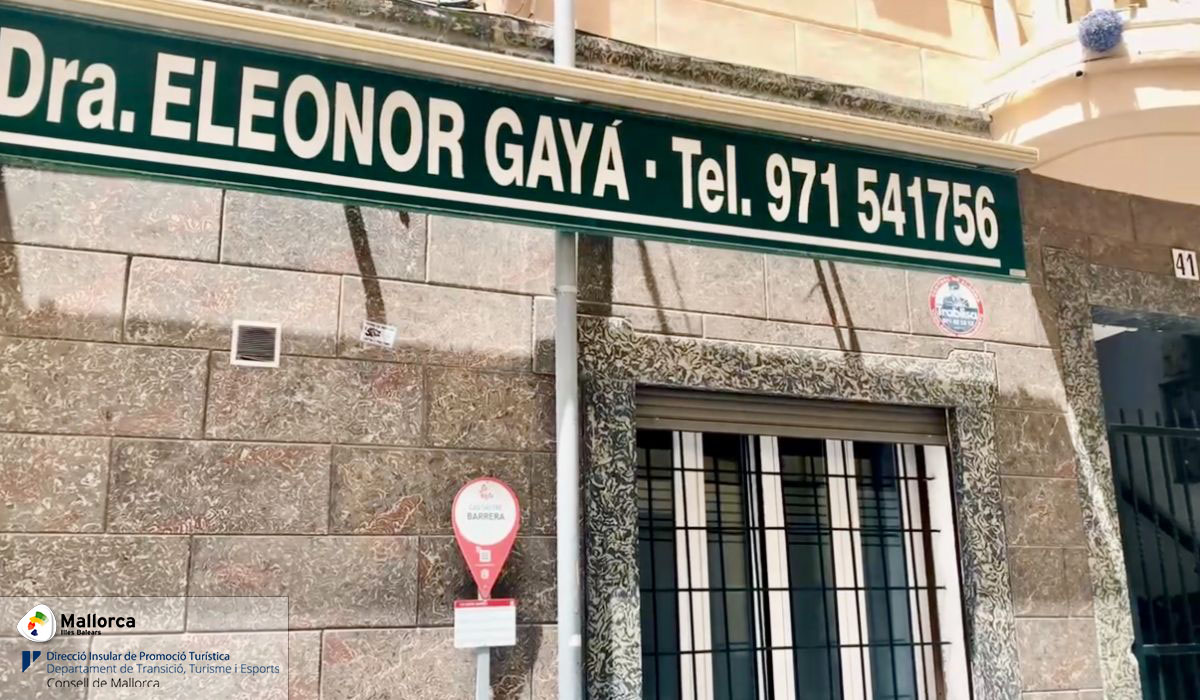 Dra. ELEONOR GAYÁ · Tel. 971 541756
41
Trablisa
BARRERA
Mallorca
Illes Balears
Direcció Insular de Promoció Turística
Departament de Transició, Turisme i Esports
Consell de Mallorca